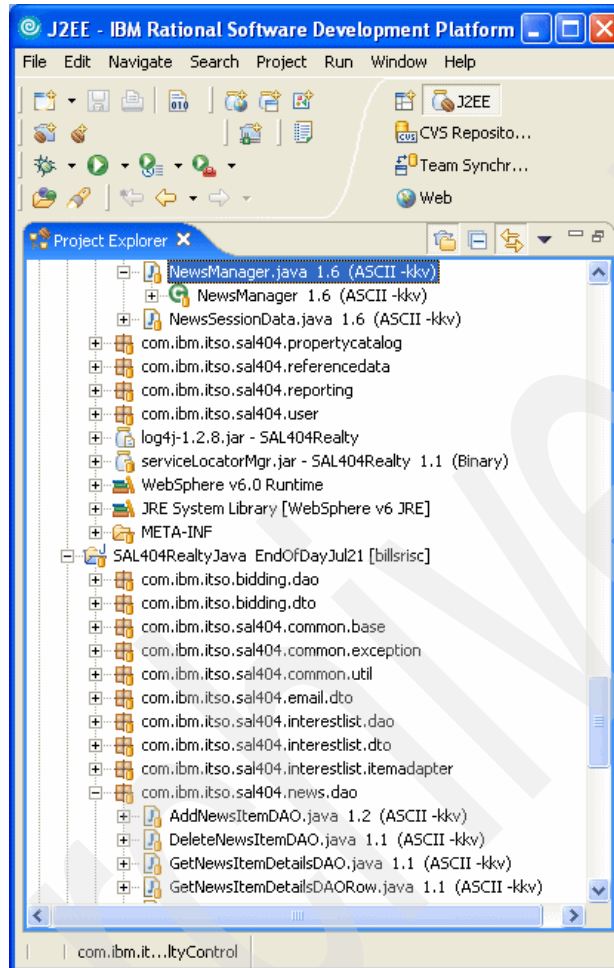 J2EE - IBM Rational Software Development Platform
File Edit Navigate Search Project Run Window Help
J2EE
CVS Reposito...
Team Synchr...
Web
Project Explorer
NewsManager.java 1.6 (ASCII -kkv)
NewsManager 1.6 (ASCII -kkv)
NewsSessionData.java 1.6 (ASCII -kkv)
com.ibm.itso.sal404.propertycatalog
com.ibm.itso.sal404.referencedata
com.ibm.itso.sal404.reporting
com.ibm.itso.sal404.user
log4j-1.2.8.jar - SAL404Realty
serviceLocatorMgr.jar - SAL404Realty 1.1 (Binary)
WebSphere v6.0 Runtime
JRE System Library [WebSphere v6 JRE]
META-INF
SAL404RealtyJava EndOfDayJul21 [billsrisc]
com.ibm.itso.bidding.dao
com.ibm.itso.bidding.dto
com.ibm.itso.sal404.common.base
com.ibm.itso.sal404.common.exception
com.ibm.itso.sal404.common.util
com.ibm.itso.sal404.email.dto
com.ibm.itso.sal404.interestlist.dao
com.ibm.itso.sal404.interestlist.dto
com.ibm.itso.sal404.interestlist.itemadapter
com.ibm.itso.sal404.news.dao
AddNewsItemDAO.java 1.2 (ASCII -kkv)
DeleteNewsItemDAO.java 1.1 (ASCII -kkv)
GetNewsItemDetailsDAO.java 1.1 (ASCII -kkv)
GetNewsItemDetailsDAORow.java 1.1 (ASCII -kkv)
com.ibm.it...ltyControl